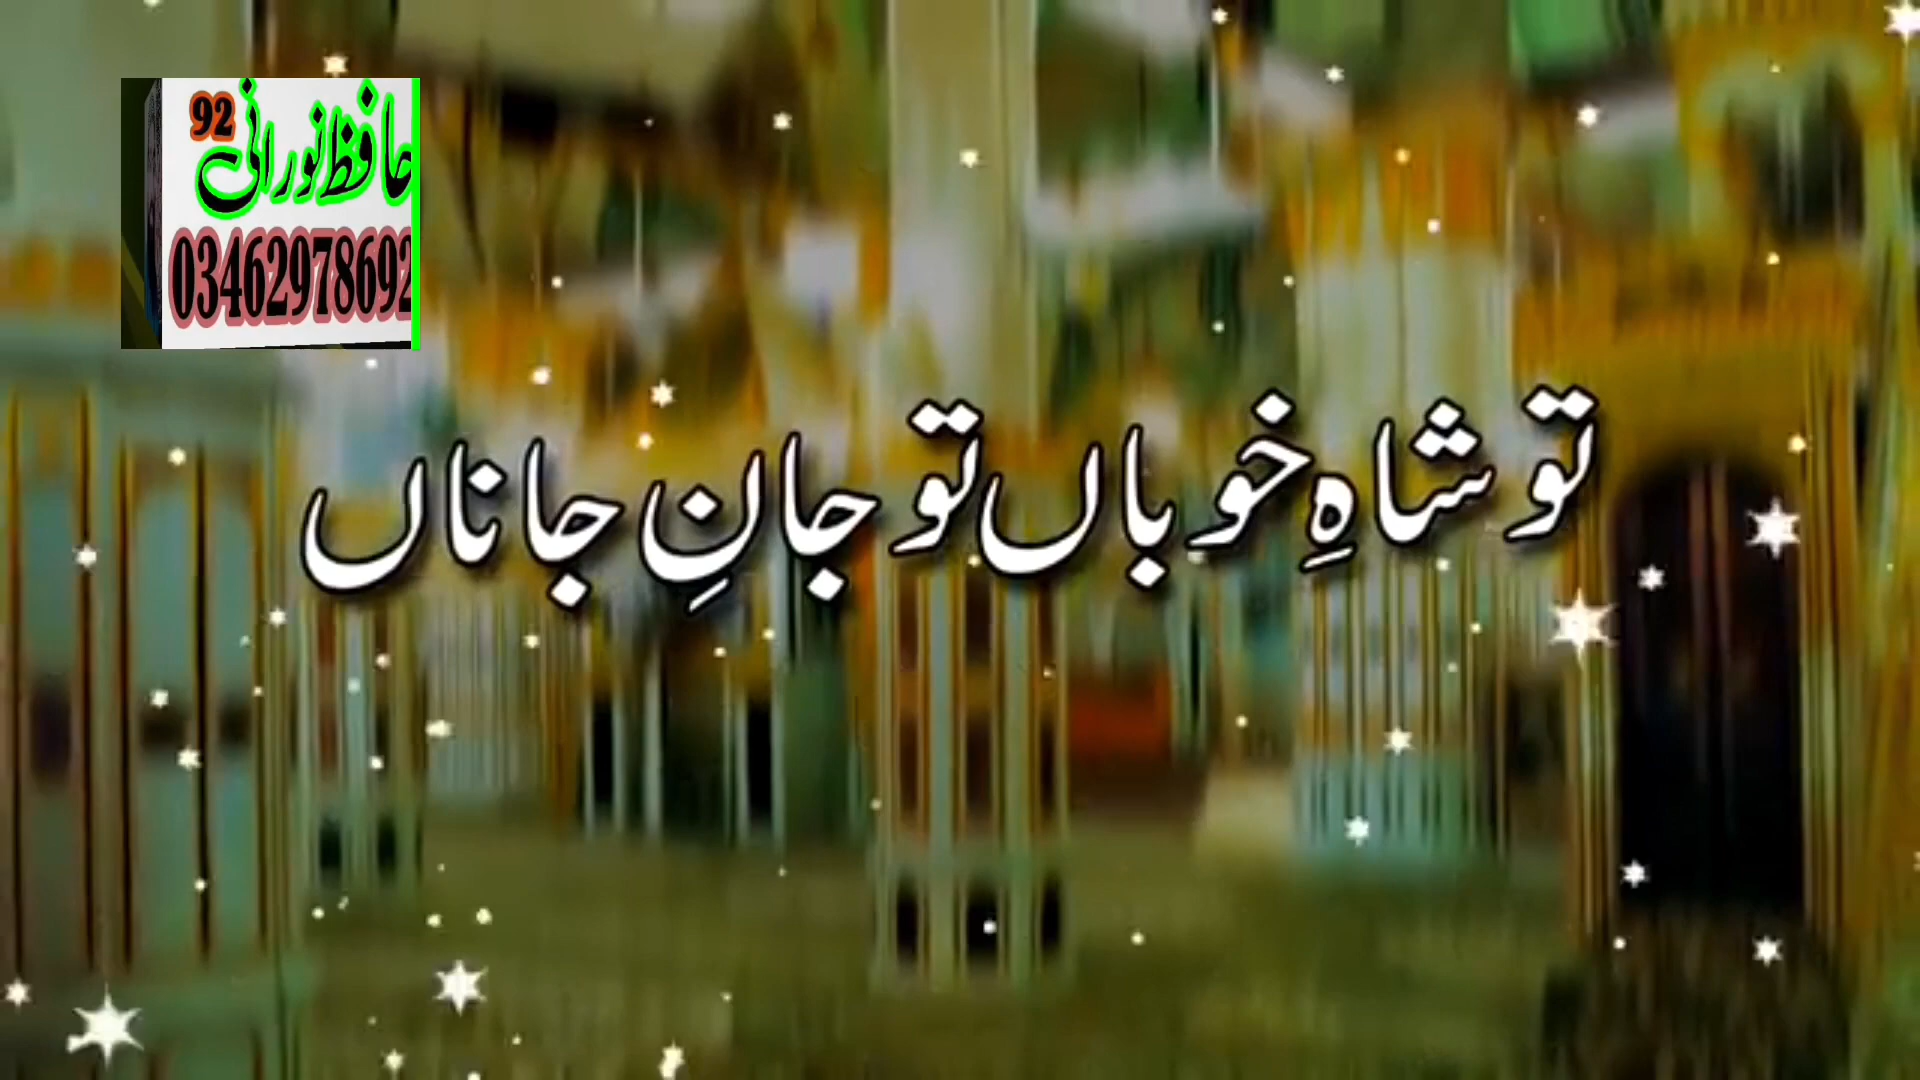 حافظ نورانی 92
03462978692
تو شاہِ خوباں تو جانِ جاناں